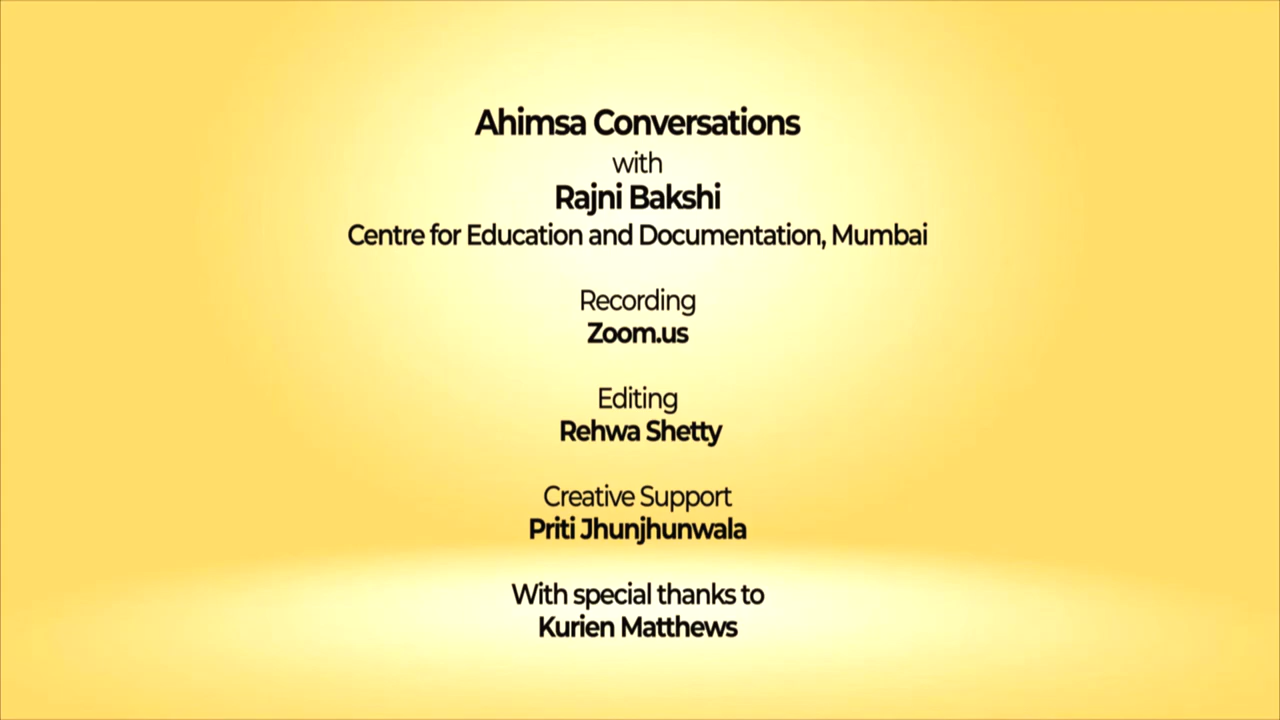 Ahimsa Conversations
with
Rajni Bakshi
Centre for Education and Documentation, Mumbai
Recording
Zoom.us
Editing
Rehwa Shetty
Creative Support
Priti Jhunjhunwala
With special thanks to
Kurien Matthews